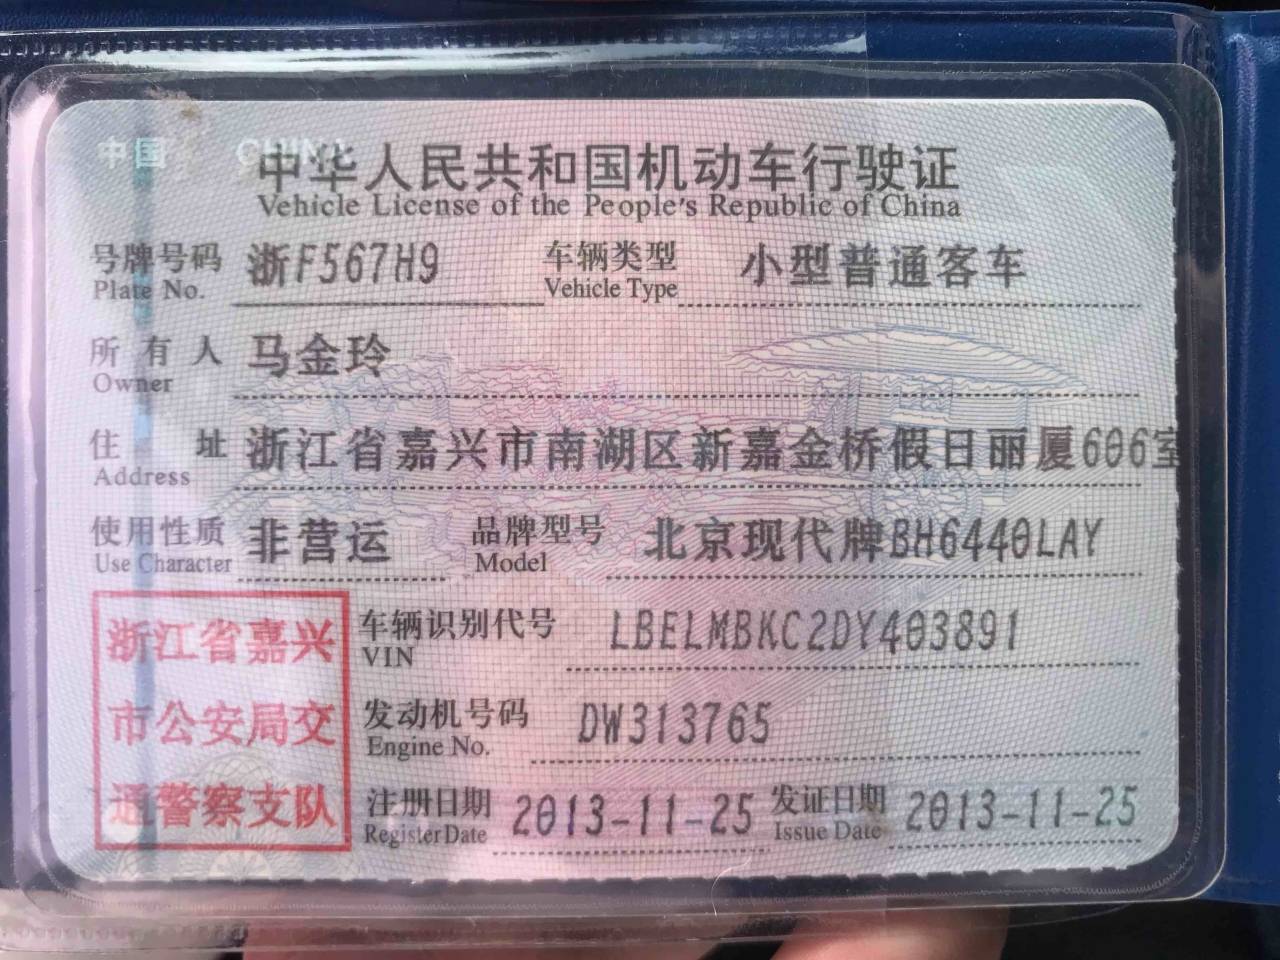 中国 CHINA
中华人民共和国机动车行驶证
Vehicle License of the People's Republic of China
号牌号码 浙F567H9 车辆类型 小型普通客车
Plate No. Vehicle Type
所有人 马金玲
Owner
住址 浙江省嘉兴市南湖区新嘉金桥假日丽厦606室
Address
使用性质 非营运 品牌型号 北京现代牌BH6440LAY
Use Character Model
浙江省嘉兴
市公安局交
通警察支队
车辆识别代号 LBELMBKC2DY403891
VIN
发动机号码 DW313765
Engine No.
注册日期 2013-11-25 发证日期 2013-11-25
Register Date Issue Date